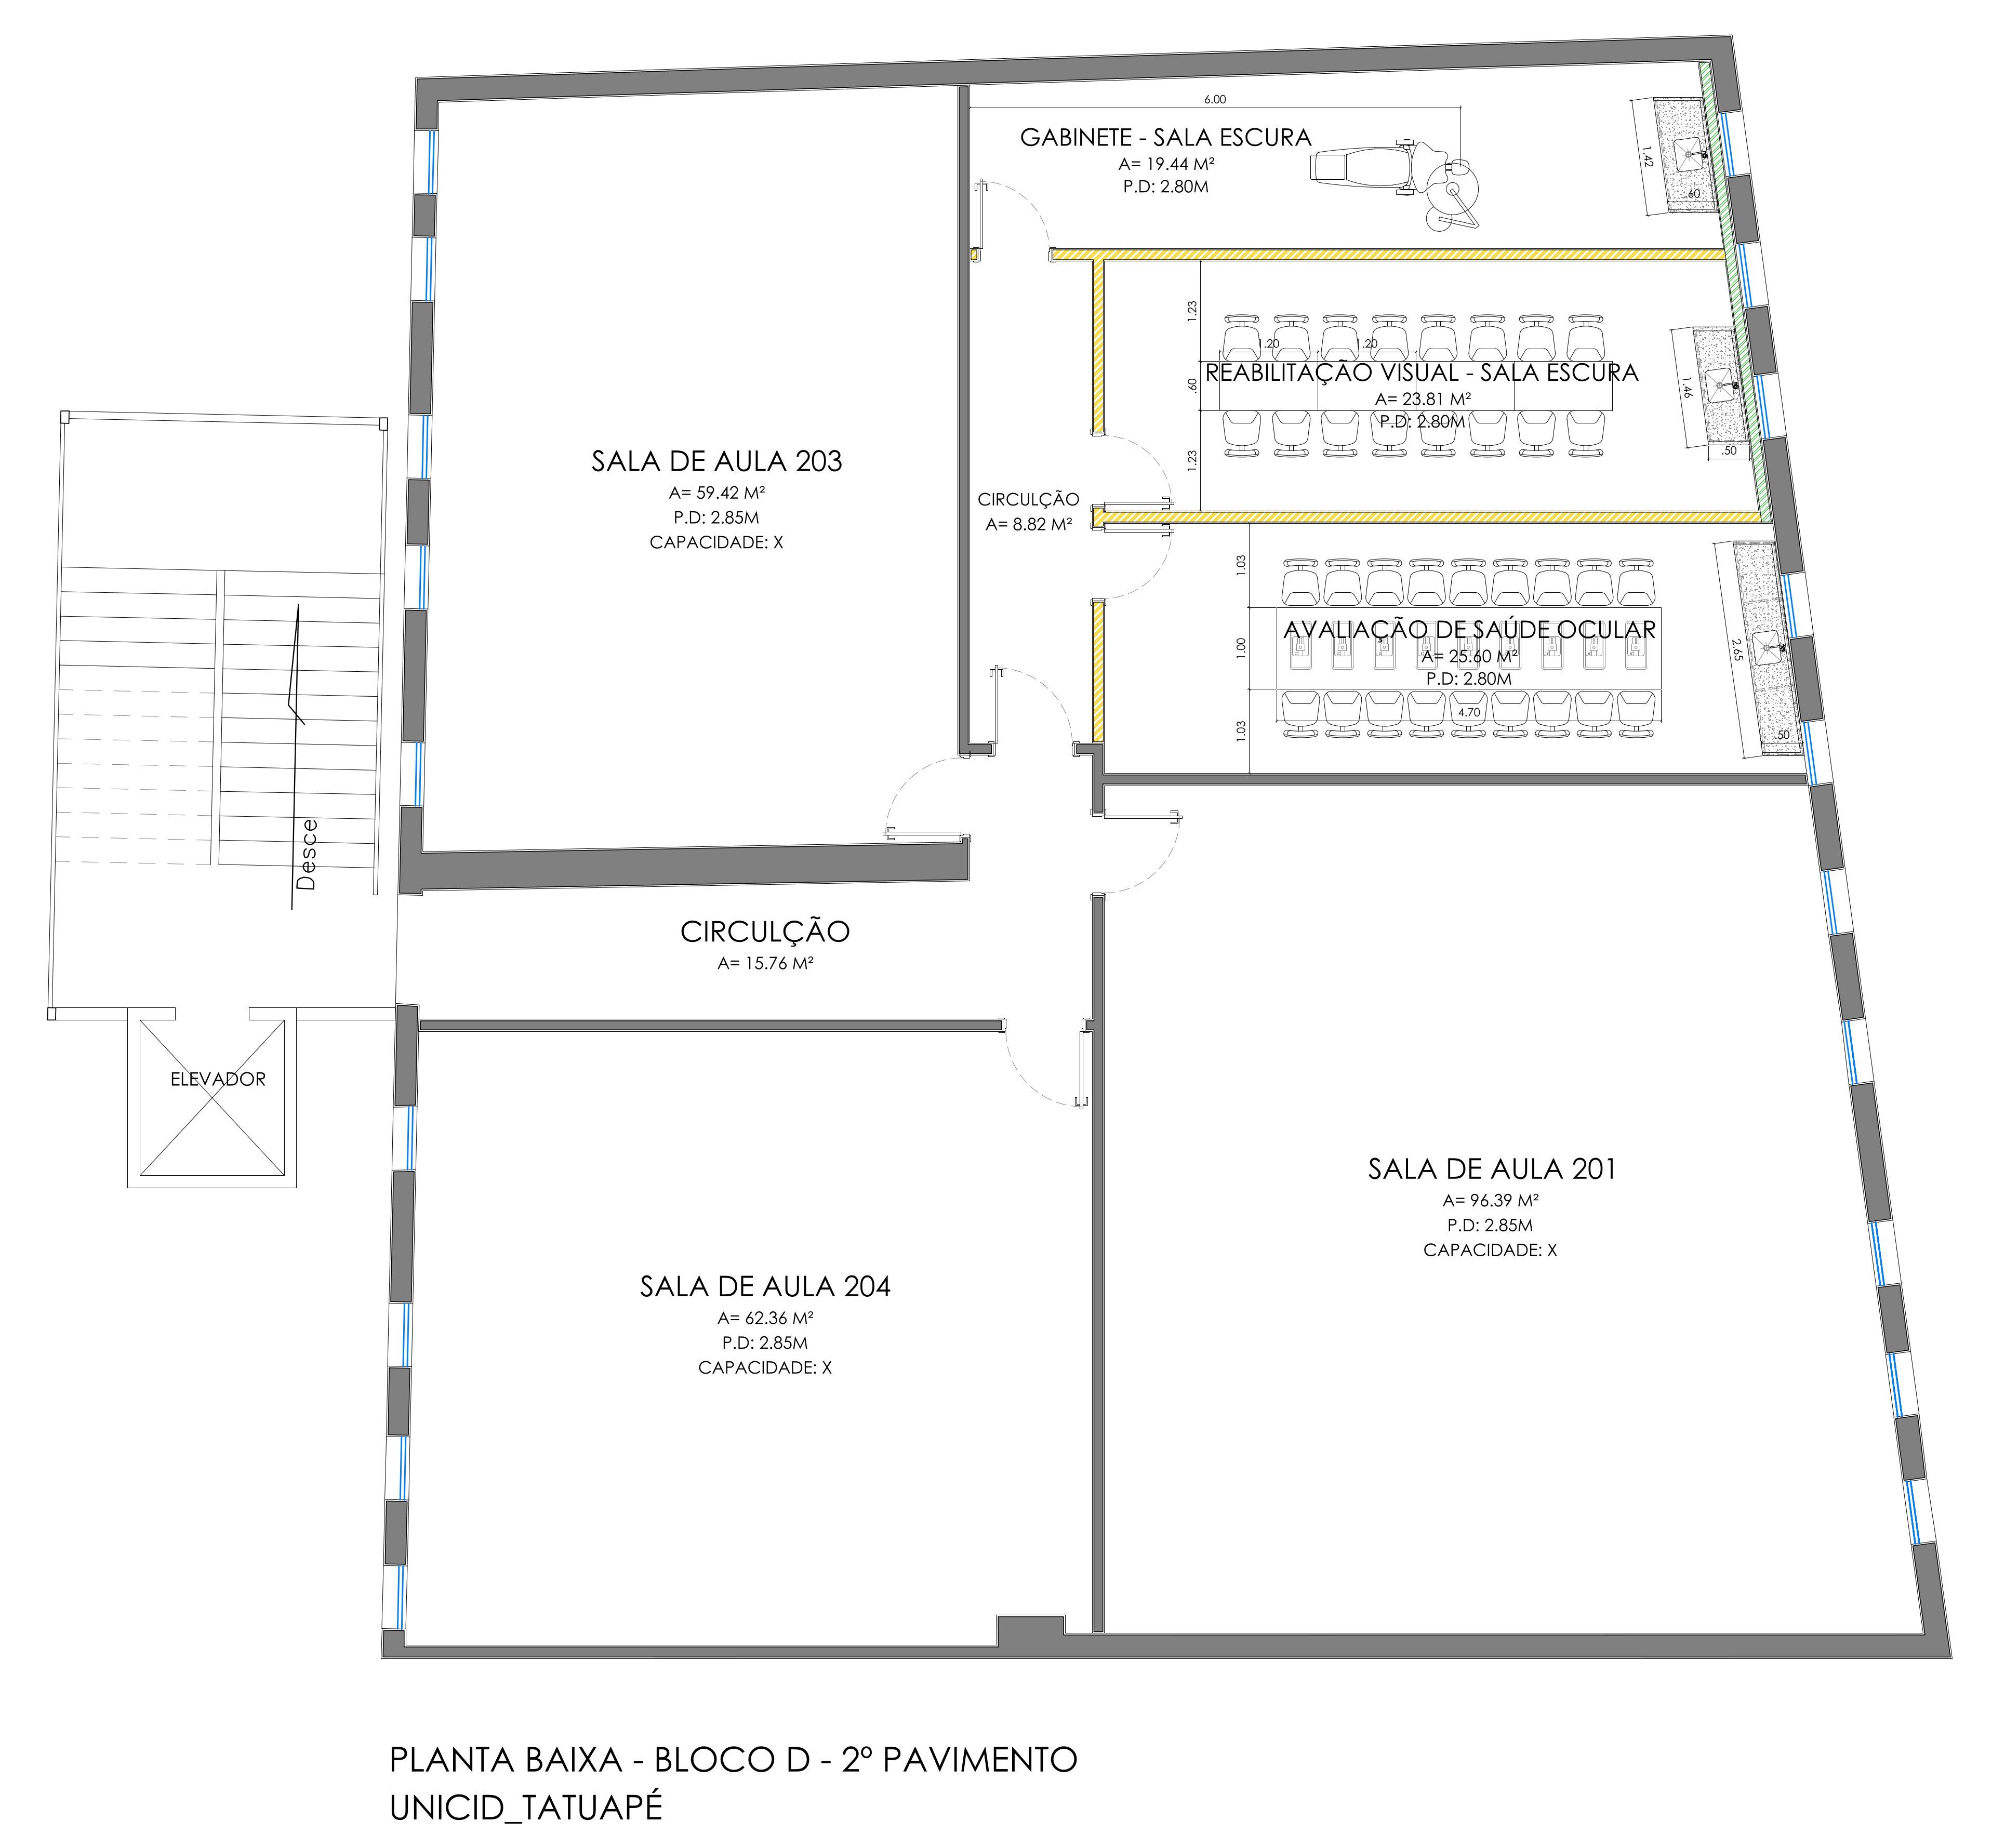 6.00
GABINETE - SALA ESCURA
A= 19.44 M²
P.D: 2.80M
1.42
.60
1.23
1.20
1.20
REABILITAÇÃO VISUAL - SALA ESCURA
A= 23.81 M²
P.D: 2.80M
.60
1.23
1.46
.50
SALA DE AULA 203
A= 59.42 M²
P.D: 2.85M
CAPACIDADE: X
CIRCULÇÃO
A= 8.82 M²
1.03
AVALIAÇÃO DE SAÚDE OCULAR
A= 25.60 M²
P.D: 2.80M
1.00
4.70
1.03
2.65
.50
Desce
CIRCULÇÃO
A= 15.76 M²
ELEVADOR
SALA DE AULA 201
A= 96.39 M²
P.D: 2.85M
CAPACIDADE: X
SALA DE AULA 204
A= 62.36 M²
P.D: 2.85M
CAPACIDADE: X
PLANTA BAIXA - BLOCO D - 2º PAVIMENTO
UNICID_TATUAPÉ